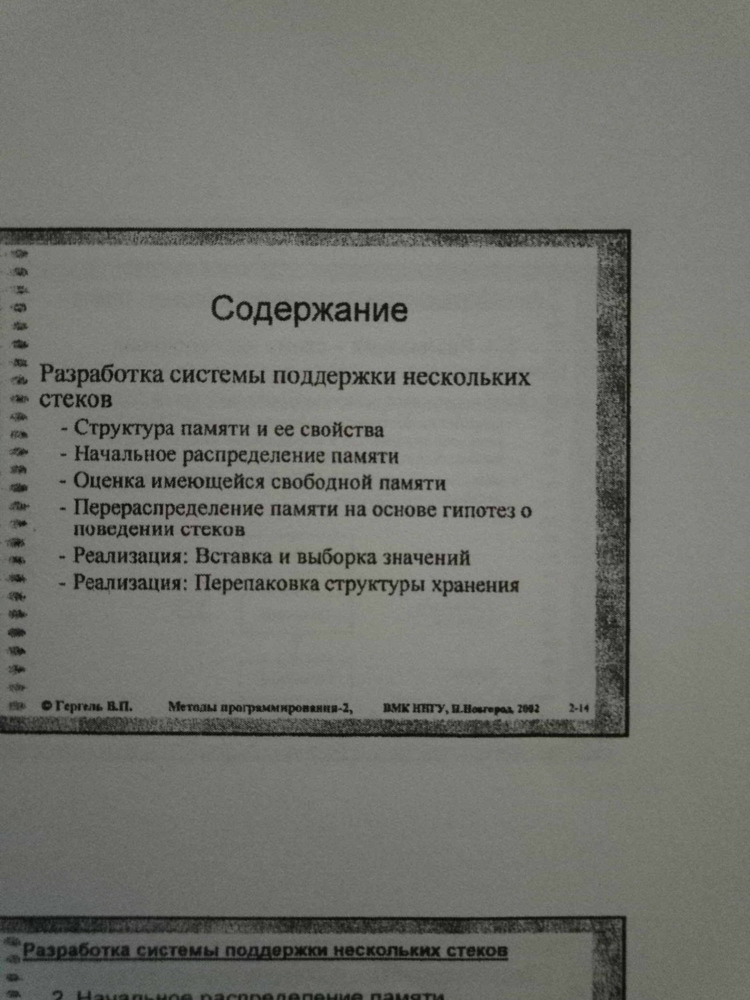 Содержание
Разработка системы поддержки нескольких
стеков
- Структура памяти и ее свойства
- Начальное распределение памяти
- Оценка имеющейся свободной памяти
- Перераспределение памяти на основе гипотез о
поведении стеков
- Реализация: Вставка и выборка значений
- Реализация: Перепаковка структуры хранения
© Гергель В.П. Методы программирования-2, ВМК ННГУ, Н.Новгород, 2002 2-14
Разработка системы поддержки нескольких стеков
2. Начальное распределение памяти